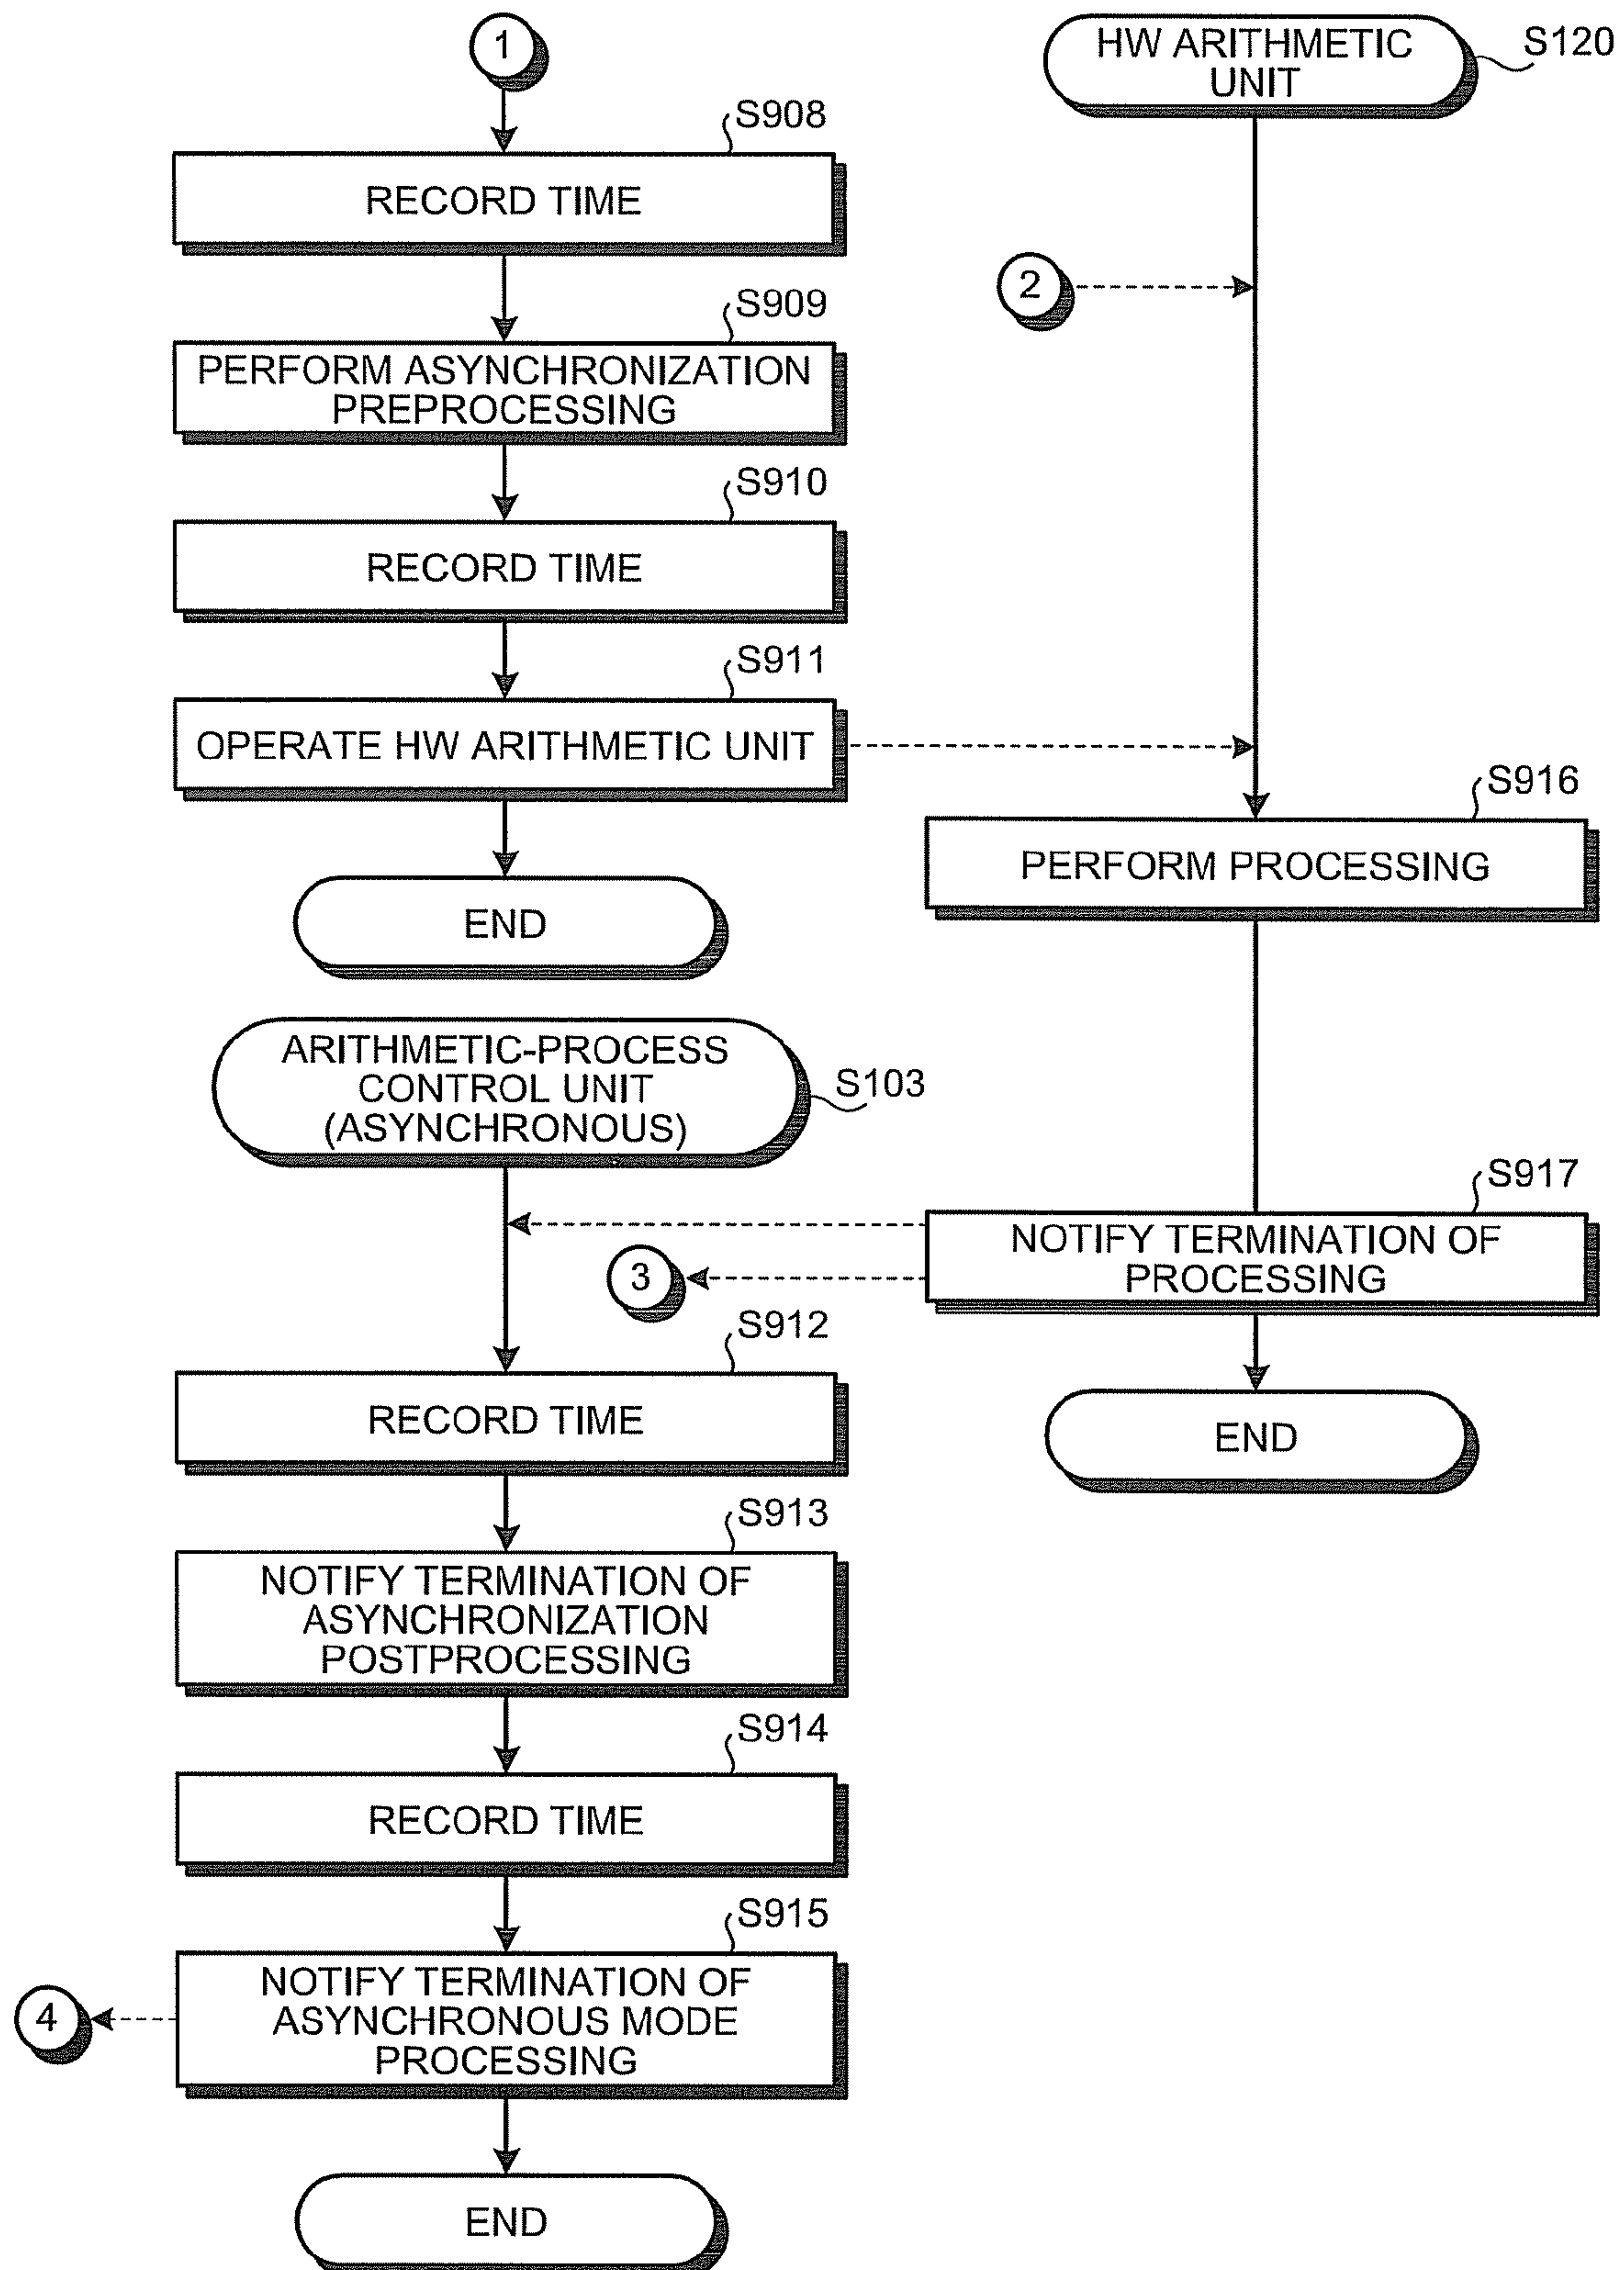 1
S908
RECORD TIME
S909
PERFORM ASYNCHRONIZATION
PREPROCESSING
S910
RECORD TIME
S911
OPERATE HW ARITHMETIC UNIT
END
HW ARITHMETIC
UNIT
S120
2
S916
PERFORM PROCESSING
S917
NOTIFY TERMINATION OF
PROCESSING
3
END
ARITHMETIC-PROCESS
CONTROL UNIT
(ASYNCHRONOUS)
S103
S912
RECORD TIME
S913
NOTIFY TERMINATION OF
ASYNCHRONIZATION
POSTPROCESSING
S914
RECORD TIME
S915
NOTIFY TERMINATION OF
ASYNCHRONOUS MODE
PROCESSING
4
END